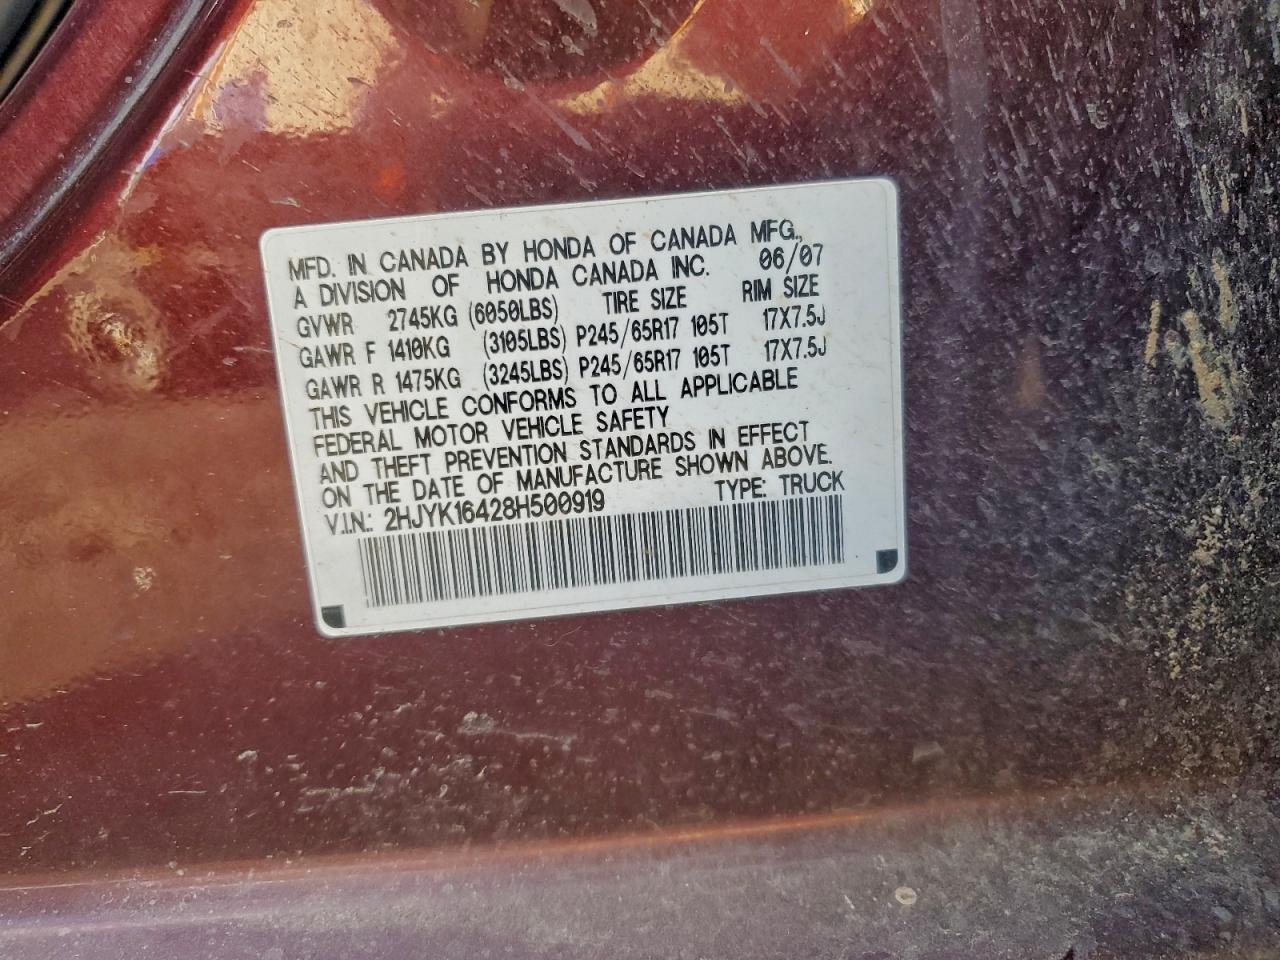 MFD. IN CANADA BY HONDA OF CANADA MFG.,
A DIVISION OF HONDA CANADA INC. 06/07
GVWR 2745KG (6050LBS) TIRE SIZE RIM SIZE
GAWR F 1410KG (3105LBS) P245/65R17 105T 17X7.5J
GAWR R 1475KG (3245LBS) P245/65R17 105T 17X7.5J
THIS VEHICLE CONFORMS TO ALL APPLICABLE
FEDERAL MOTOR VEHICLE SAFETY
AND THEFT PREVENTION STANDARDS IN EFFECT
ON THE DATE OF MANUFACTURE SHOWN ABOVE.
V.I.N.: 2HJYK16428H500919 TYPE: TRUCK